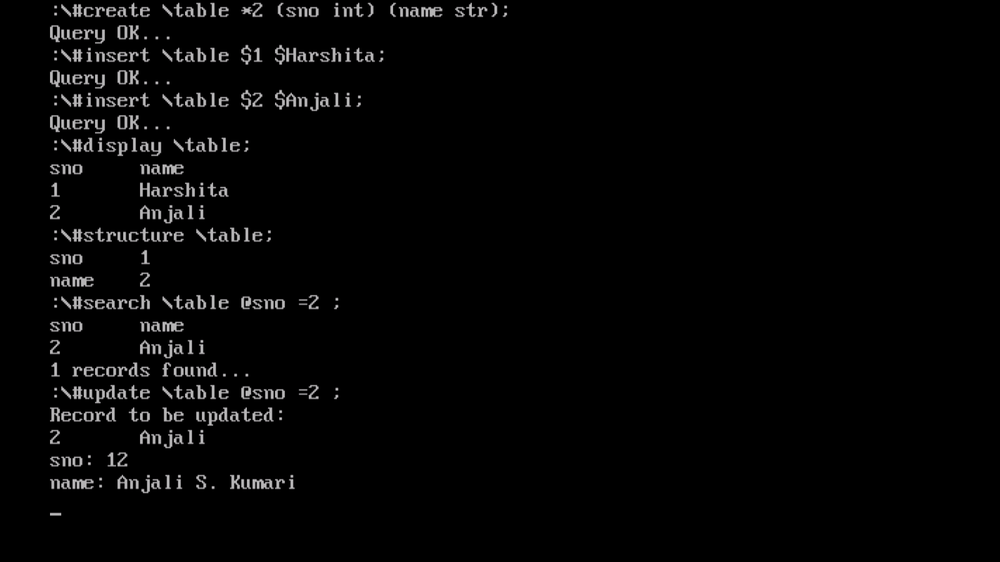 :\#create \table *2 (sno int) (name str);
Query OK...
:\#insert \table $1 $Harshita;
Query OK...
:\#insert \table $2 $Anjali;
Query OK...
:\#display \table;
sno name
1 Harshita
2 Anjali
:\#structure \table;
sno 1
name 2
:\#search \table @sno =2 ;
sno name
2 Anjali
1 records found...
:\#update \table @sno =2 ;
Record to be updated:
2 Anjali
sno: 12
name: Anjali S. Kumari
_